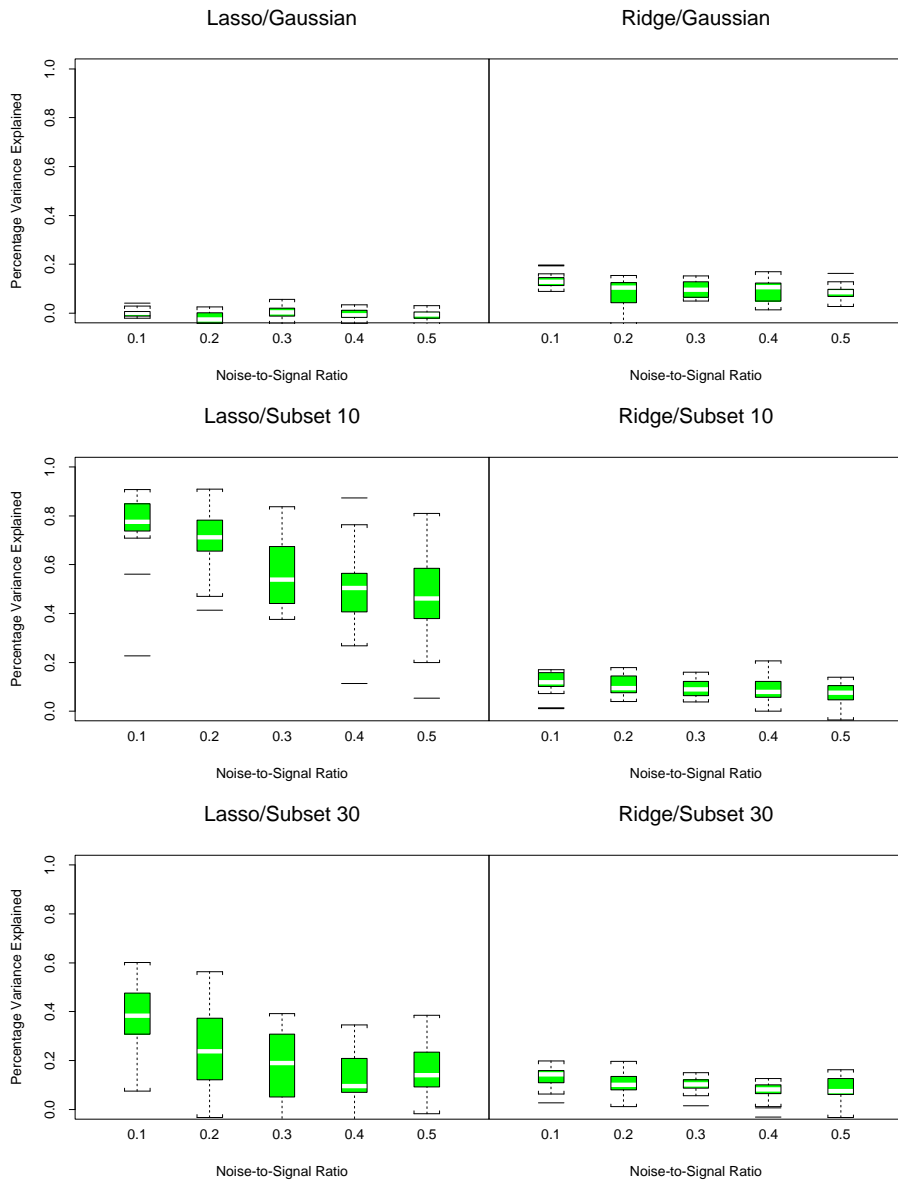 Lasso/Gaussian
Ridge/Gaussian
Percentage Variance Explained
1.0
0.8
0.6
0.4
0.2
0.0
0.1 0.2 0.3 0.4 0.5
0.1 0.2 0.3 0.4 0.5
Noise-to-Signal Ratio
Noise-to-Signal Ratio
Lasso/Subset 10
Ridge/Subset 10
Percentage Variance Explained
1.0
0.8
0.6
0.4
0.2
0.0
0.1 0.2 0.3 0.4 0.5
0.1 0.2 0.3 0.4 0.5
Noise-to-Signal Ratio
Noise-to-Signal Ratio
Lasso/Subset 30
Ridge/Subset 30
Percentage Variance Explained
1.0
0.8
0.6
0.4
0.2
0.0
0.1 0.2 0.3 0.4 0.5
0.1 0.2 0.3 0.4 0.5
Noise-to-Signal Ratio
Noise-to-Signal Ratio